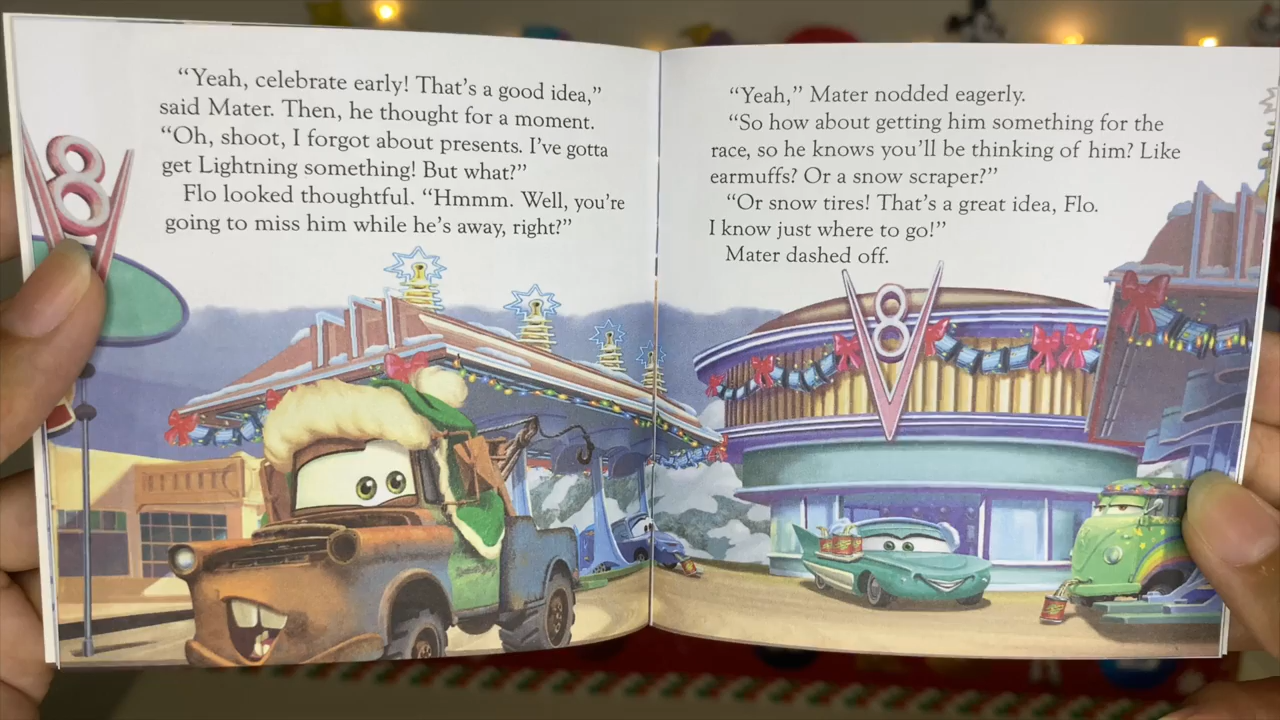 “Yeah, celebrate early! That’s a good idea,”
said Mater. Then, he thought for a moment.
“Oh, shoot, I forgot about presents. I’ve gotta
get Lightning something! But what?”
Flo looked thoughtful. “Hmmm. Well, you’re
going to miss him while he’s away, right?”
8
“Yeah,” Mater nodded eagerly.
“So how about getting him something for the
race, so he knows you’ll be thinking of him? Like
earmuffs? Or a snow scraper?”
“Or snow tires! That’s a great idea, Flo.
I know just where to go!”
Mater dashed off.
V8